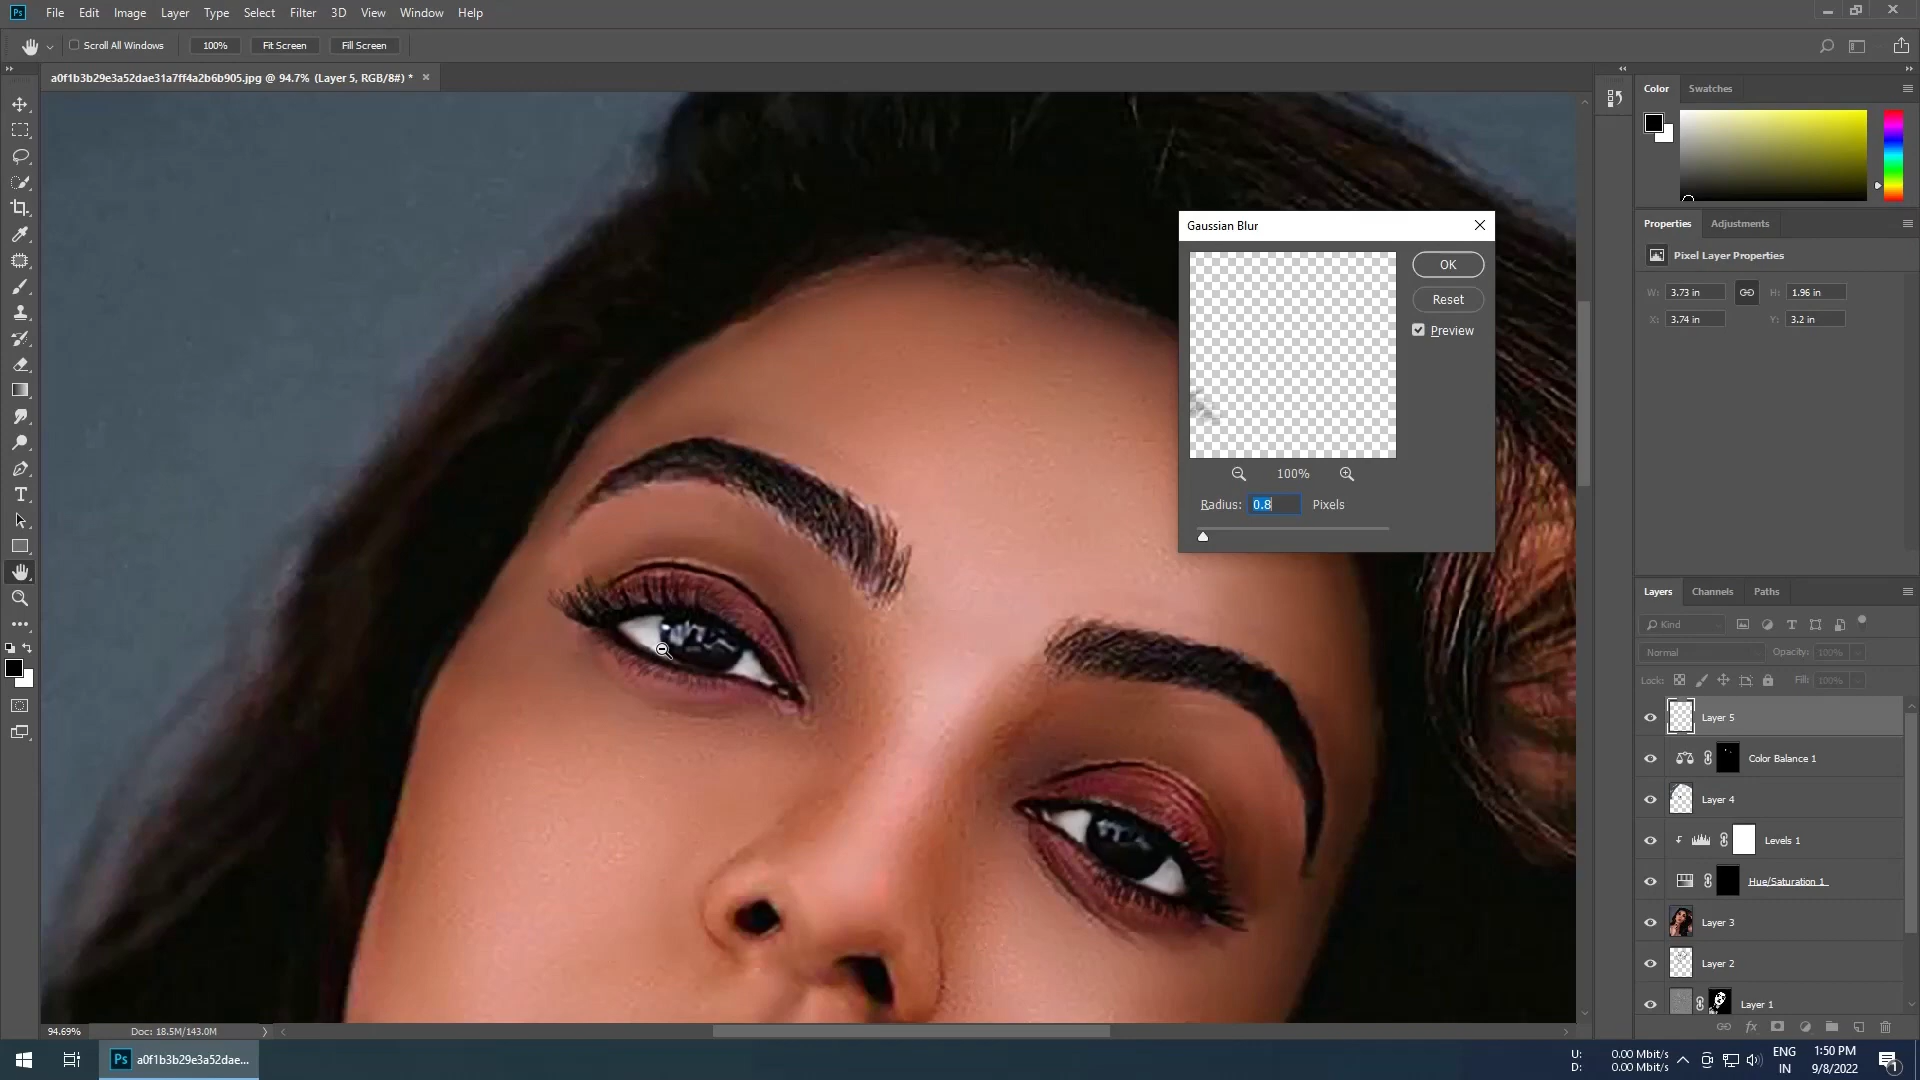 Ps File Edit Image Layer Type Select Filter 3D View Window Help
Scroll All Windows 100% Fit Screen Fill Screen
a0f1b3b29e3a52dae31a7ff4a2b6b905.jpg @ 94.7% (Layer 5, RGB/8#) *
Color Swatches
Properties Adjustments
Pixel Layer Properties
W: 3.73 in H: 1.96 in
X: 3.74 in Y: 3.2 in
Gaussian Blur
OK
Reset
Preview
100%
Radius: 0.8 Pixels
Layers Channels Paths
Kind
Normal Opacity: 100%
Lock: Fill: 100%
Layer 5
Color Balance 1
Layer 4
Levels 1
Hue/Saturation 1
Layer 3
Layer 2
Layer 1
94.69% Doc: 18.5M/143.0M
Ps a0f1b3b29e3a52dae...
U: 0.00 Mbit/s
D: 0.00 Mbit/s
ENG
IN
1:50 PM
9/8/2022
1